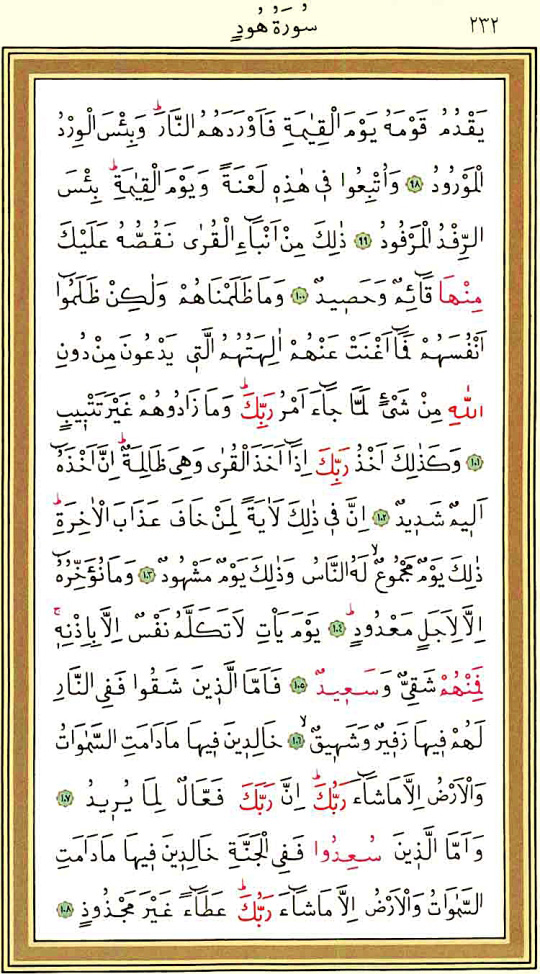 سُورَةُ هُودٍ ٢٣٢
يَقْدُمُ قَوْمَهُ يَوْمَ الْقِيٰمَةِ فَاَوْرَدَهُمُ النَّارَۜ وَبِئْسَ الْوِرْدُ
الْمَوْرُودُ ﴿٩٨﴾ وَاُتْبِعُوا ف۪ي هٰذِه۪ لَعْنَةً وَيَوْمَ الْقِيٰمَةِۜ بِئْسَ
الرِّفْدُ الْمَرْفُودُ ﴿٩٩﴾ ذٰلِكَ مِنْ اَنْبَٓاءِ الْقُرٰى نَقُصُّهُ عَلَيْكَ
مِنْهَا قَٓائِمٌ وَحَص۪يدٌ ﴿١٠٠﴾ وَمَا ظَلَمْنَاهُمْ وَلٰكِنْ ظَلَمُٓوا
اَنْفُسَهُمْ فَمَٓا اَغْنَتْ عَنْهُمْ اٰلِهَتُهُمُ الَّت۪ي يَدْعُونَ مِنْ دُونِ
اللّٰهِ مِنْ شَيْءٍ لَمَّا جَٓاءَ اَمْرُ رَبِّكَۜ وَمَا زَادُوهُمْ غَيْرَ تَتْب۪يبٍ
﴿١٠١﴾ وَكَذٰلِكَ اَخْذُ رَبِّكَ اِذَٓا اَخَذَ الْقُرٰى وَهِيَ ظَالِمَةٌۜ اِنَّ اَخْذَهُٓ
اَل۪يمٌ شَد۪يدٌ ﴿١٠٢﴾ اِنَّ ف۪ي ذٰلِكَ لَاٰيَةً لِمَنْ خَافَ عَذَابَ الْاٰخِرَةِۜ
ذٰلِكَ يَوْمٌ مَجْمُوعٌۙ لَهُ النَّاسُ وَذٰلِكَ يَوْمٌ مَشْهُودٌ ﴿١٠٣﴾ وَمَا نُؤَخِّرُهُٓ
اِلَّا لِاَجَلٍ مَعْدُودٍۜ ﴿١٠٤﴾ يَوْمَ يَأْتِ لَا تَكَلَّمُ نَفْسٌ اِلَّا بِاِذْنِه۪ۚ
فَمِنْهُمْ شَقِيٌّ وَسَع۪يدٌ ﴿١٠٥﴾ فَاَمَّا الَّذ۪ينَ شَقُوا فَفِي النَّارِ
لَهُمْ ف۪يهَا زَف۪يرٌ وَشَه۪يقٌۙ ﴿١٠٦﴾ خَالِد۪ينَ ف۪يهَا مَا دَامَتِ السَّمٰوَاتُ
وَالْاَرْضُ اِلَّا مَا شَٓاءَ رَبُّكَۜ اِنَّ رَبَّكَ فَعَّالٌ لِمَا يُر۪يدُ ﴿١٠٧﴾
وَاَمَّا الَّذ۪ينَ سُعِدُوا فَفِي الْجَنَّةِ خَالِد۪ينَ ف۪يهَا مَا دَامَتِ
السَّمٰوَاتُ وَالْاَرْضُ اِلَّا مَا شَٓاءَ رَبُّكَۜ عَطَٓاءً غَيْرَ مَجْذُوذٍ ﴿١٠٨﴾